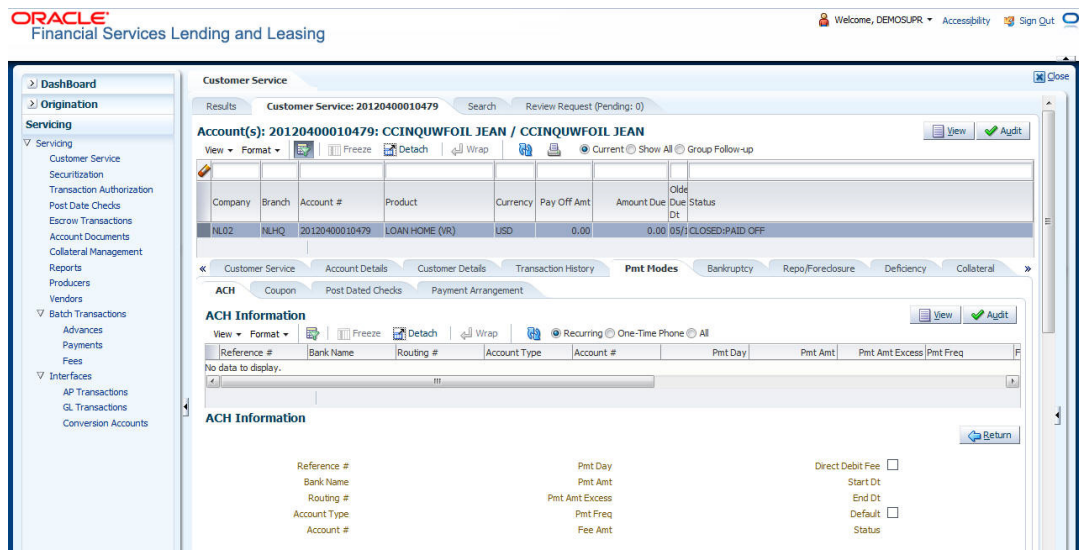 ORACLE
Financial Services Lending and Leasing
Welcome, DEMOSUPR Accessibility Sign Out
Close
DashBoard
Origination
Servicing
Servicing
Customer Service
Securitization
Transaction Authorization
Post Date Checks
Escrow Transactions
Account Documents
Collateral Management
Reports
Producers
Vendors
Batch Transactions
Advances
Payments
Fees
Interfaces
AP Transactions
GL Transactions
Conversion Accounts
Customer Service
Results Customer Service: 20120400010479 Search Review Request (Pending: 0)
Account(s): 20120400010479: CCINQUWFOIL JEAN / CCINQUWFOIL JEAN
View Audit
View Format Freeze Detach Wrap Current Show All Group Follow-up
Company Branch Account # Product Currency Pay Off Amt Amount Due Olde Due Dt Status
NL02 NLHQ 20120400010479 LOAN HOME (VR) USD 0.00 0.00 05/1 CLOSED:PAID OFF
« Customer Service Account Details Customer Details Transaction History Pmt Modes Bankruptcy Repo/Foreclosure Deficiency Collateral »
ACH Coupon Post Dated Checks Payment Arrangement
ACH Information
View Audit
View Format Freeze Detach Wrap Recurring One-Time Phone All
Reference # Bank Name Routing # Account Type Account # Pmt Day Pmt Amt Pmt Amt Excess Pmt Freq F
No data to display.
ACH Information
Return
Reference # Pmt Day Direct Debit Fee
Bank Name Pmt Amt Start Dt
Routing # Pmt Amt Excess End Dt
Account Type Pmt Freq Default
Account # Fee Amt Status